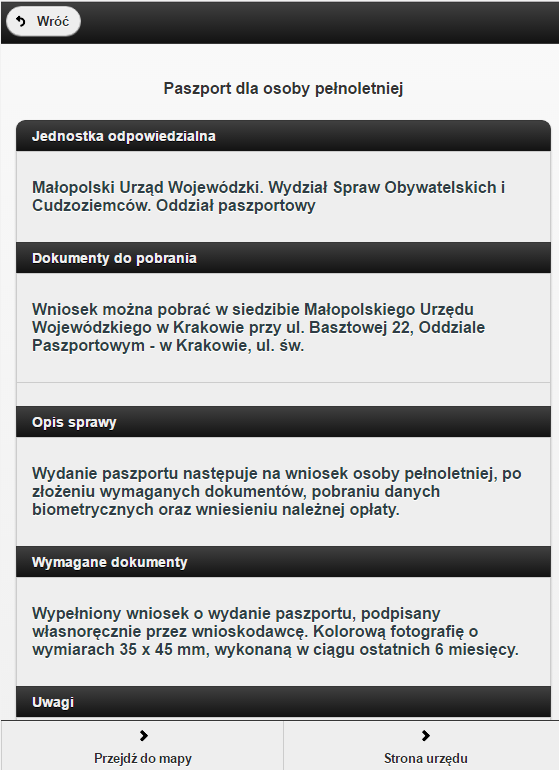 Wróć
Paszport dla osoby pełnoletniej
Jednostka odpowiedzialna
Małopolski Urząd Wojewódzki. Wydział Spraw Obywatelskich i
Cudzoziemców. Oddział paszportowy
Dokumenty do pobrania
Wniosek można pobrać w siedzibie Małopolskiego Urzędu
Wojewódzkiego w Krakowie przy ul. Basztowej 22, Oddziale
Paszportowym - w Krakowie, ul. św.
Opis sprawy
Wydanie paszportu następuje na wniosek osoby pełnoletniej, po
złożeniu wymaganych dokumentów, pobraniu danych
biometrycznych oraz wniesieniu należnej opłaty.
Wymagane dokumenty
Wypełniony wniosek o wydanie paszportu, podpisany
własnoręcznie przez wnioskodawcę. Kolorową fotografię o
wymiarach 35 x 45 mm, wykonaną w ciągu ostatnich 6 miesięcy.
Uwagi
Przejdź do mapy
Strona urzędu